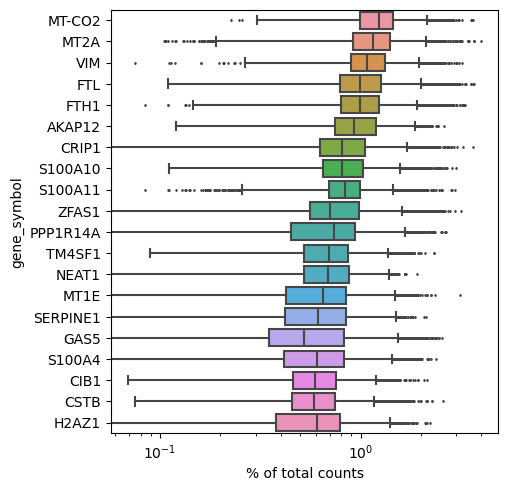 MT-CO2
MT2A
VIM
FTL
FTH1
AKAP12
CRIP1
S100A10
S100A11
ZFAS1
PPP1R14A
TM4SF1
NEAT1
MT1E
SERPINE1
GAS5
S100A4
CIB1
CSTB
H2AZ1
gene_symbol
10⁻¹ 10⁰
% of total counts